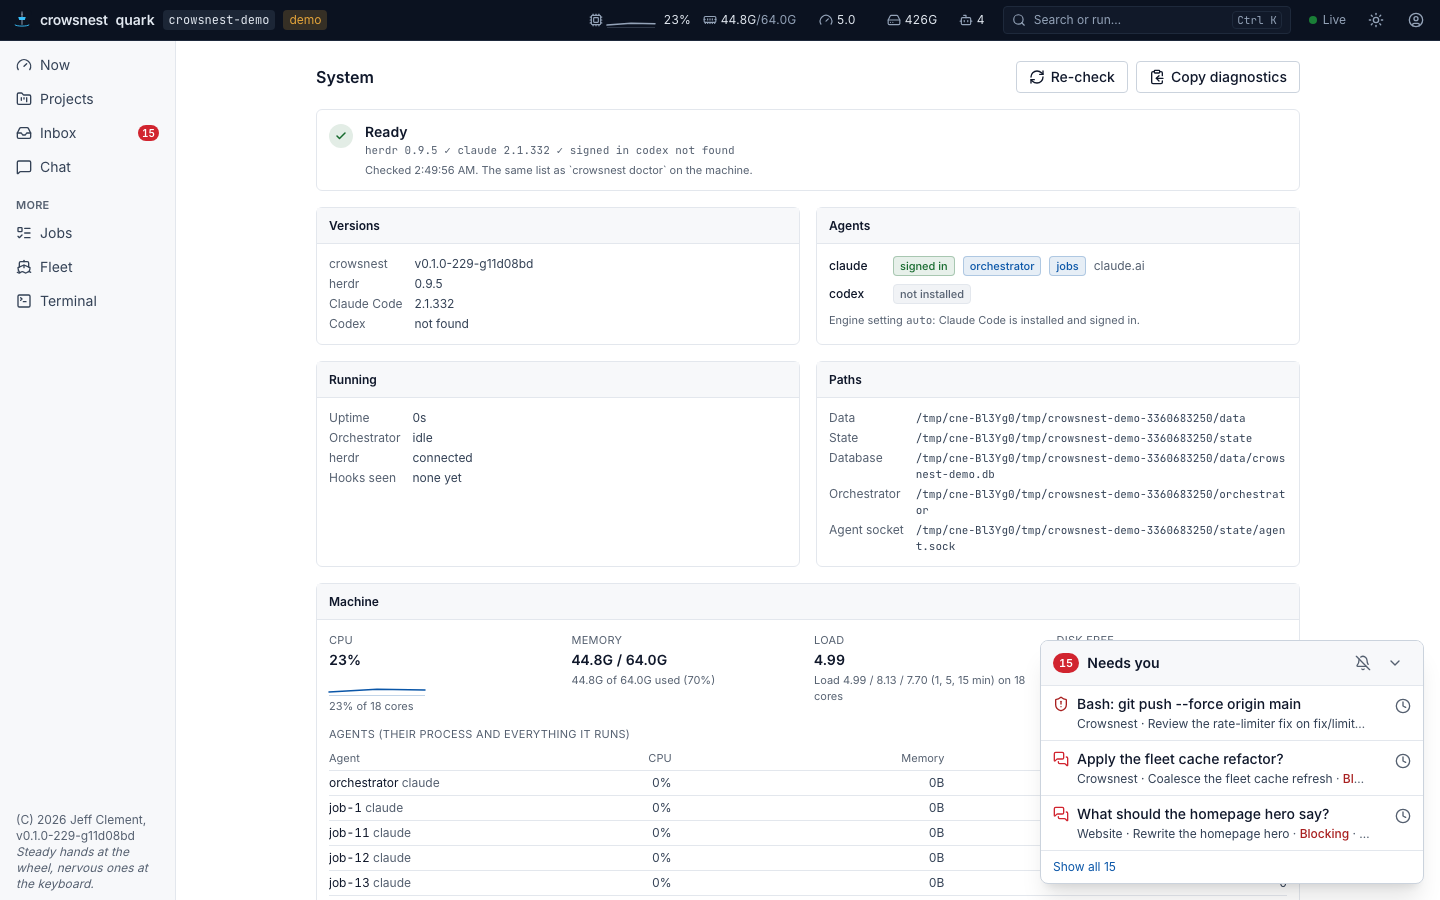 crowsnest quark crowsnest-demo demo 23% 44.8G/64.0G 5.0 426G 4 Search or run... Ctrl K Live
Now
Projects
Inbox 15
Chat
MORE
Jobs
Fleet
Terminal
(C) 2026 Jeff Clement,
v0.1.0-229-g11d08bd
Steady hands at the
wheel, nervous ones at
the keyboard.
System Re-check Copy diagnostics
Ready
herdr 0.9.5 ✓ claude 2.1.332 ✓ signed in codex not found
Checked 2:49:56 AM. The same list as `crowsnest doctor` on the machine.
Versions
crowsnest v0.1.0-229-g11d08bd
herdr 0.9.5
Claude Code 2.1.332
Codex not found
Agents
claude signed in orchestrator jobs claude.ai
codex not installed
Engine setting auto: Claude Code is installed and signed in.
Running
Uptime 0s
Orchestrator idle
herdr connected
Hooks seen none yet
Paths
Data /tmp/cne-Bl3Yg0/tmp/crowsnest-demo-3360683250/data
State /tmp/cne-Bl3Yg0/tmp/crowsnest-demo-3360683250/state
Database /tmp/cne-Bl3Yg0/tmp/crowsnest-demo-3360683250/data/crows
nest-demo.db
Orchestrator /tmp/cne-Bl3Yg0/tmp/crowsnest-demo-3360683250/orchestrat
or
Agent socket /tmp/cne-Bl3Yg0/tmp/crowsnest-demo-3360683250/state/agen
t.sock
Machine
CPU MEMORY LOAD DISK FREE
23% 44.8G / 64.0G 4.99
44.8G of 64.0G used (70%) Load 4.99 / 8.13 / 7.70 (1, 5, 15 min) on 18
cores
23% of 18 cores
AGENTS (THEIR PROCESS AND EVERYTHING IT RUNS)
Agent CPU Memory
orchestrator claude 0% 0B
job-1 claude 0% 0B
job-11 claude 0% 0B
job-12 claude 0% 0B
job-13 claude 0% 0B
15 Needs you
Bash: git push --force origin main
Crowsnest · Review the rate-limiter fix on fix/limit...
Apply the fleet cache refactor?
Crowsnest · Coalesce the fleet cache refresh · Bl...
What should the homepage hero say?
Website · Rewrite the homepage hero · Blocking · ...
Show all 15